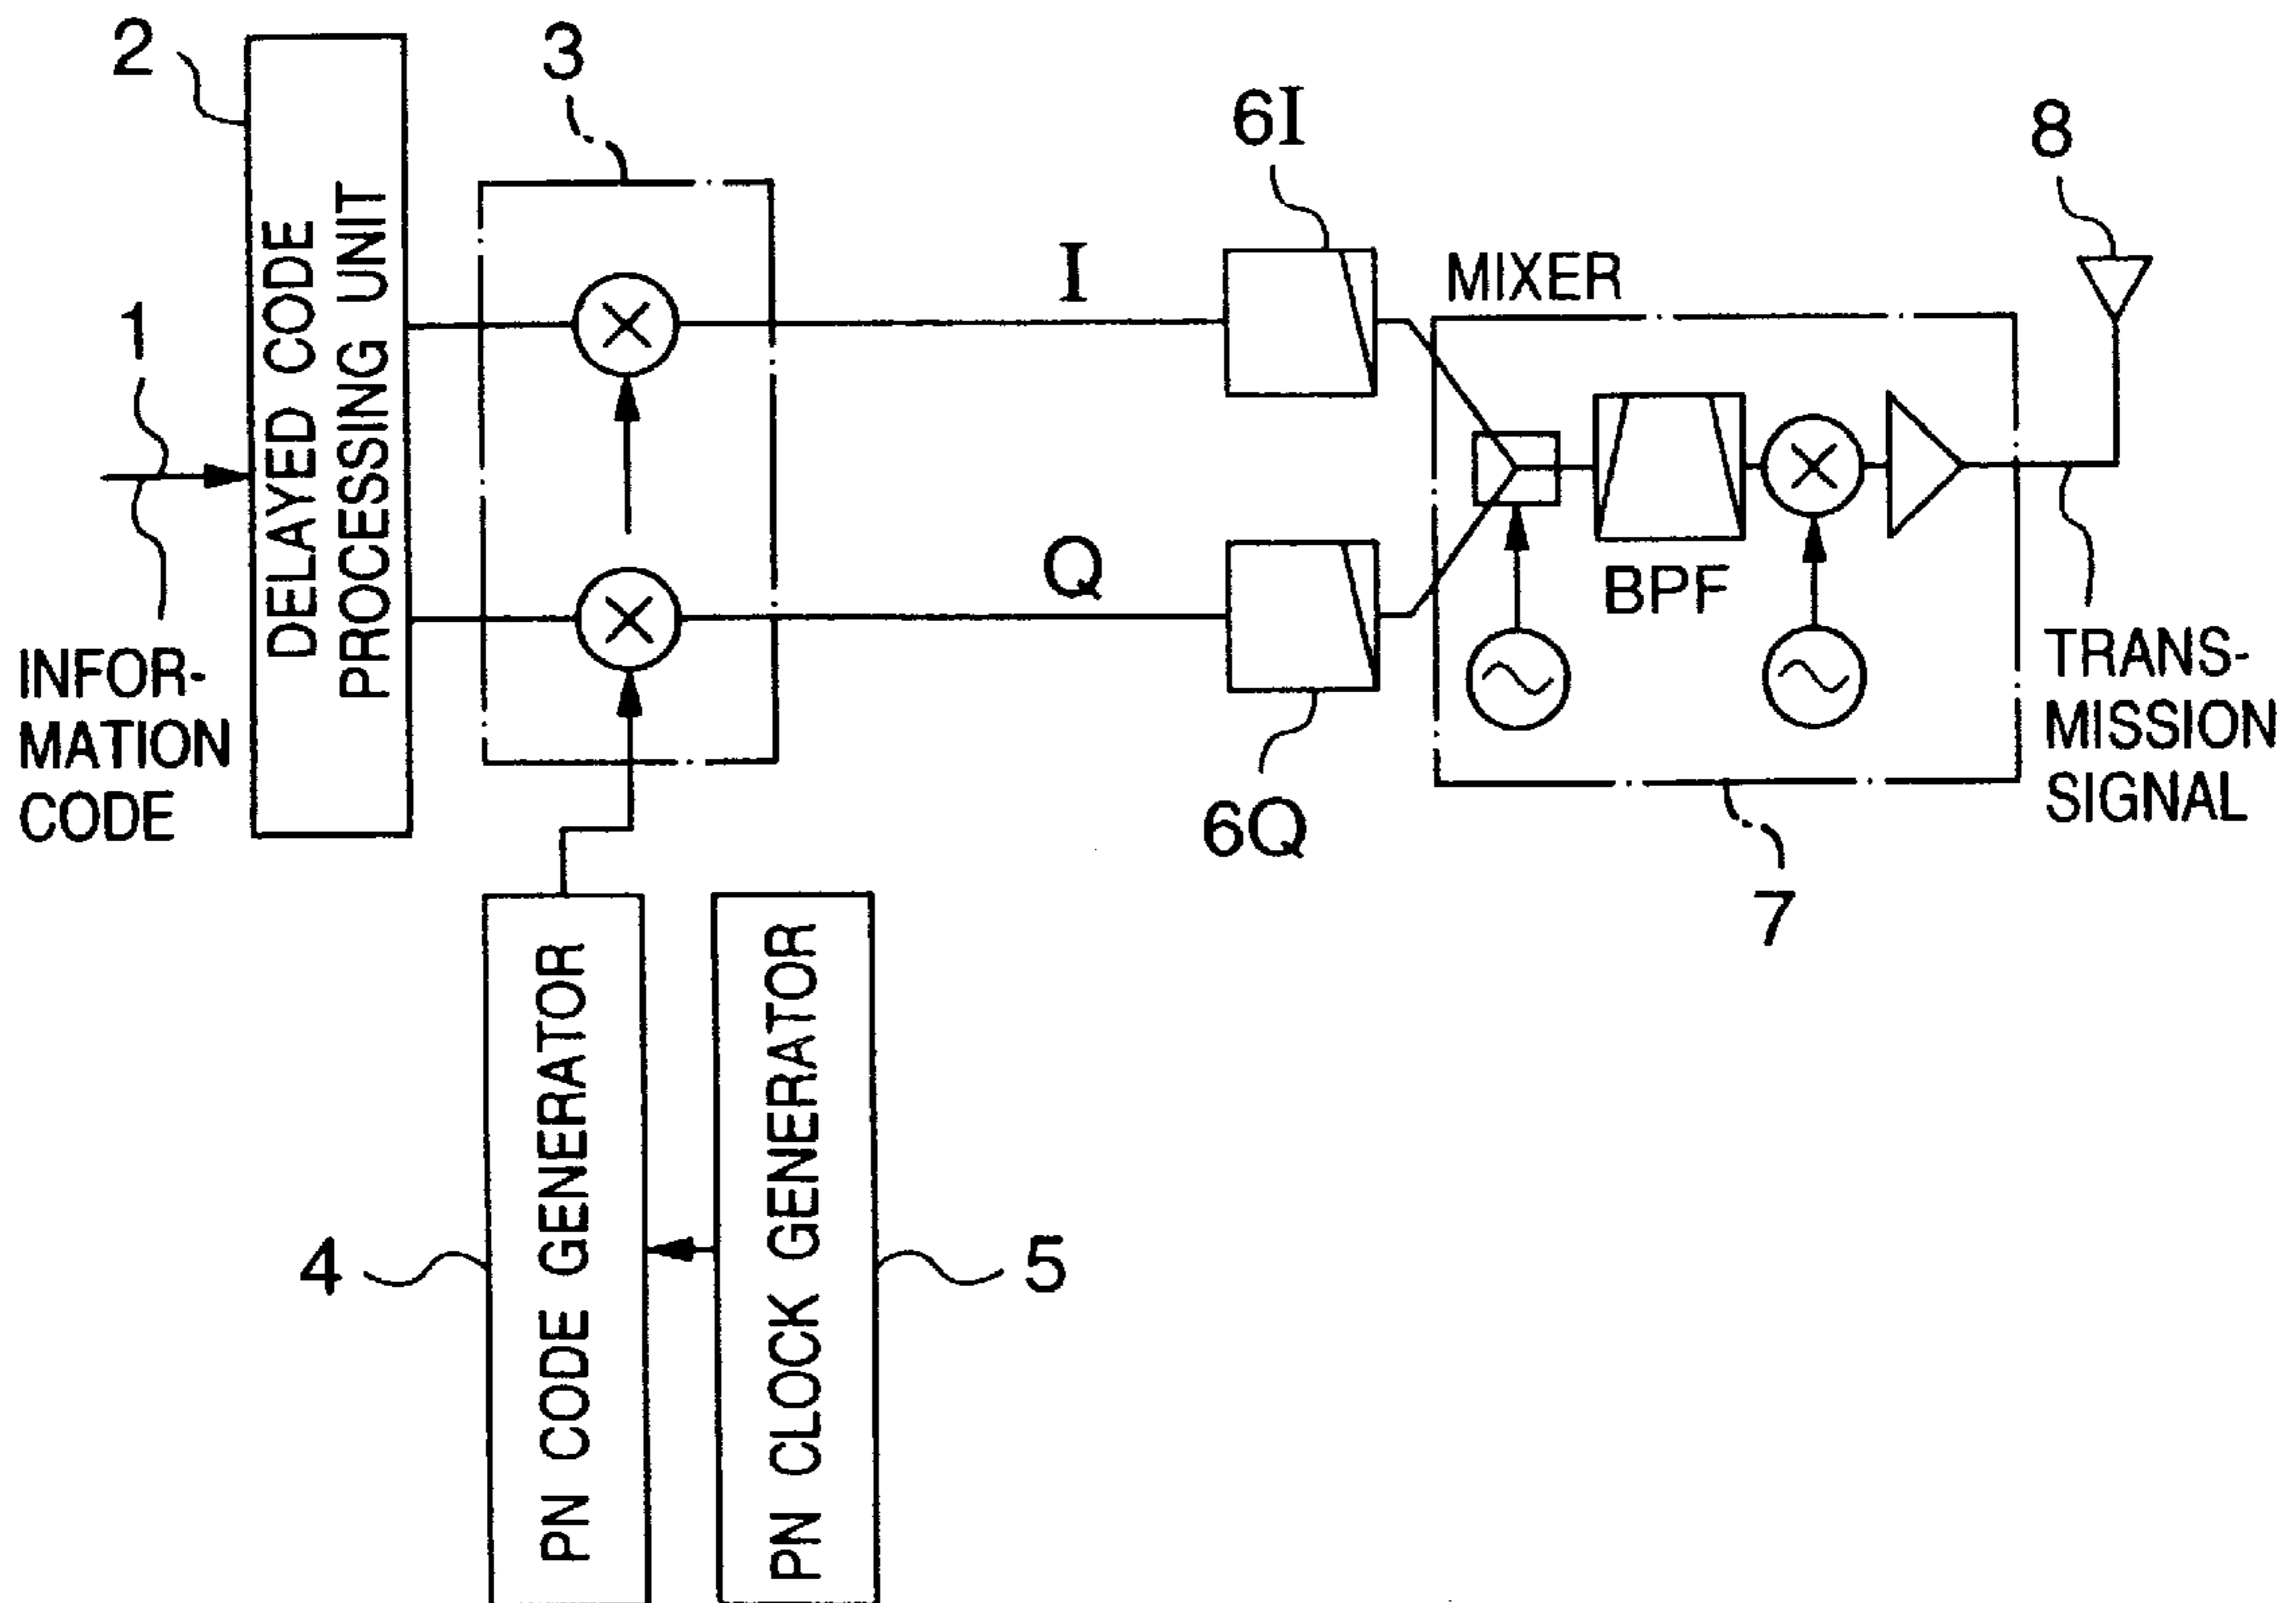 2
3
6I
8
1
DELAYED CODE
PROCESSING UNIT
I
MIXER
Q
BPF
INFOR-
MATION
CODE
TRANS-
MISSION
SIGNAL
6Q
7
4
PN CODE GENERATOR
PN CLOCK GENERATOR
5